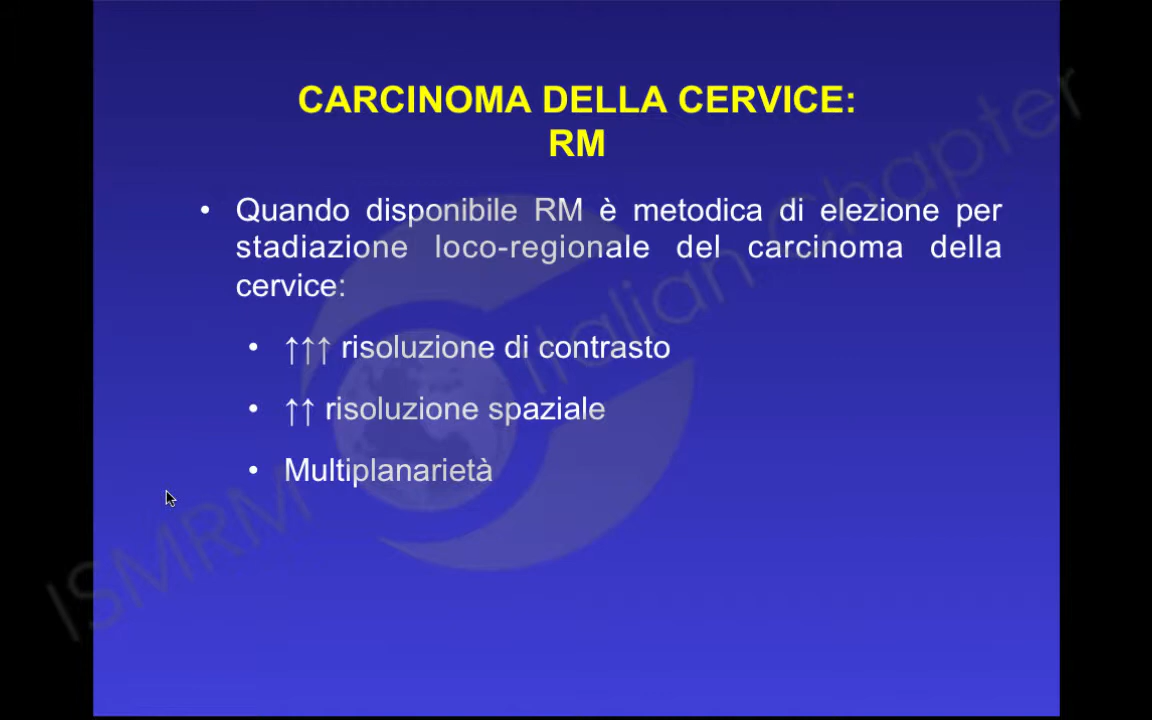 CARCINOMA DELLA CERVICE:
RM
• Quando disponibile RM è metodica di elezione per
stadiazione loco-regionale del carcinoma della
cervice:
• ↑↑↑ risoluzione di contrasto
• ↑↑ risoluzione spaziale
• Multiplanarietà
ISMRM Italian Chapter